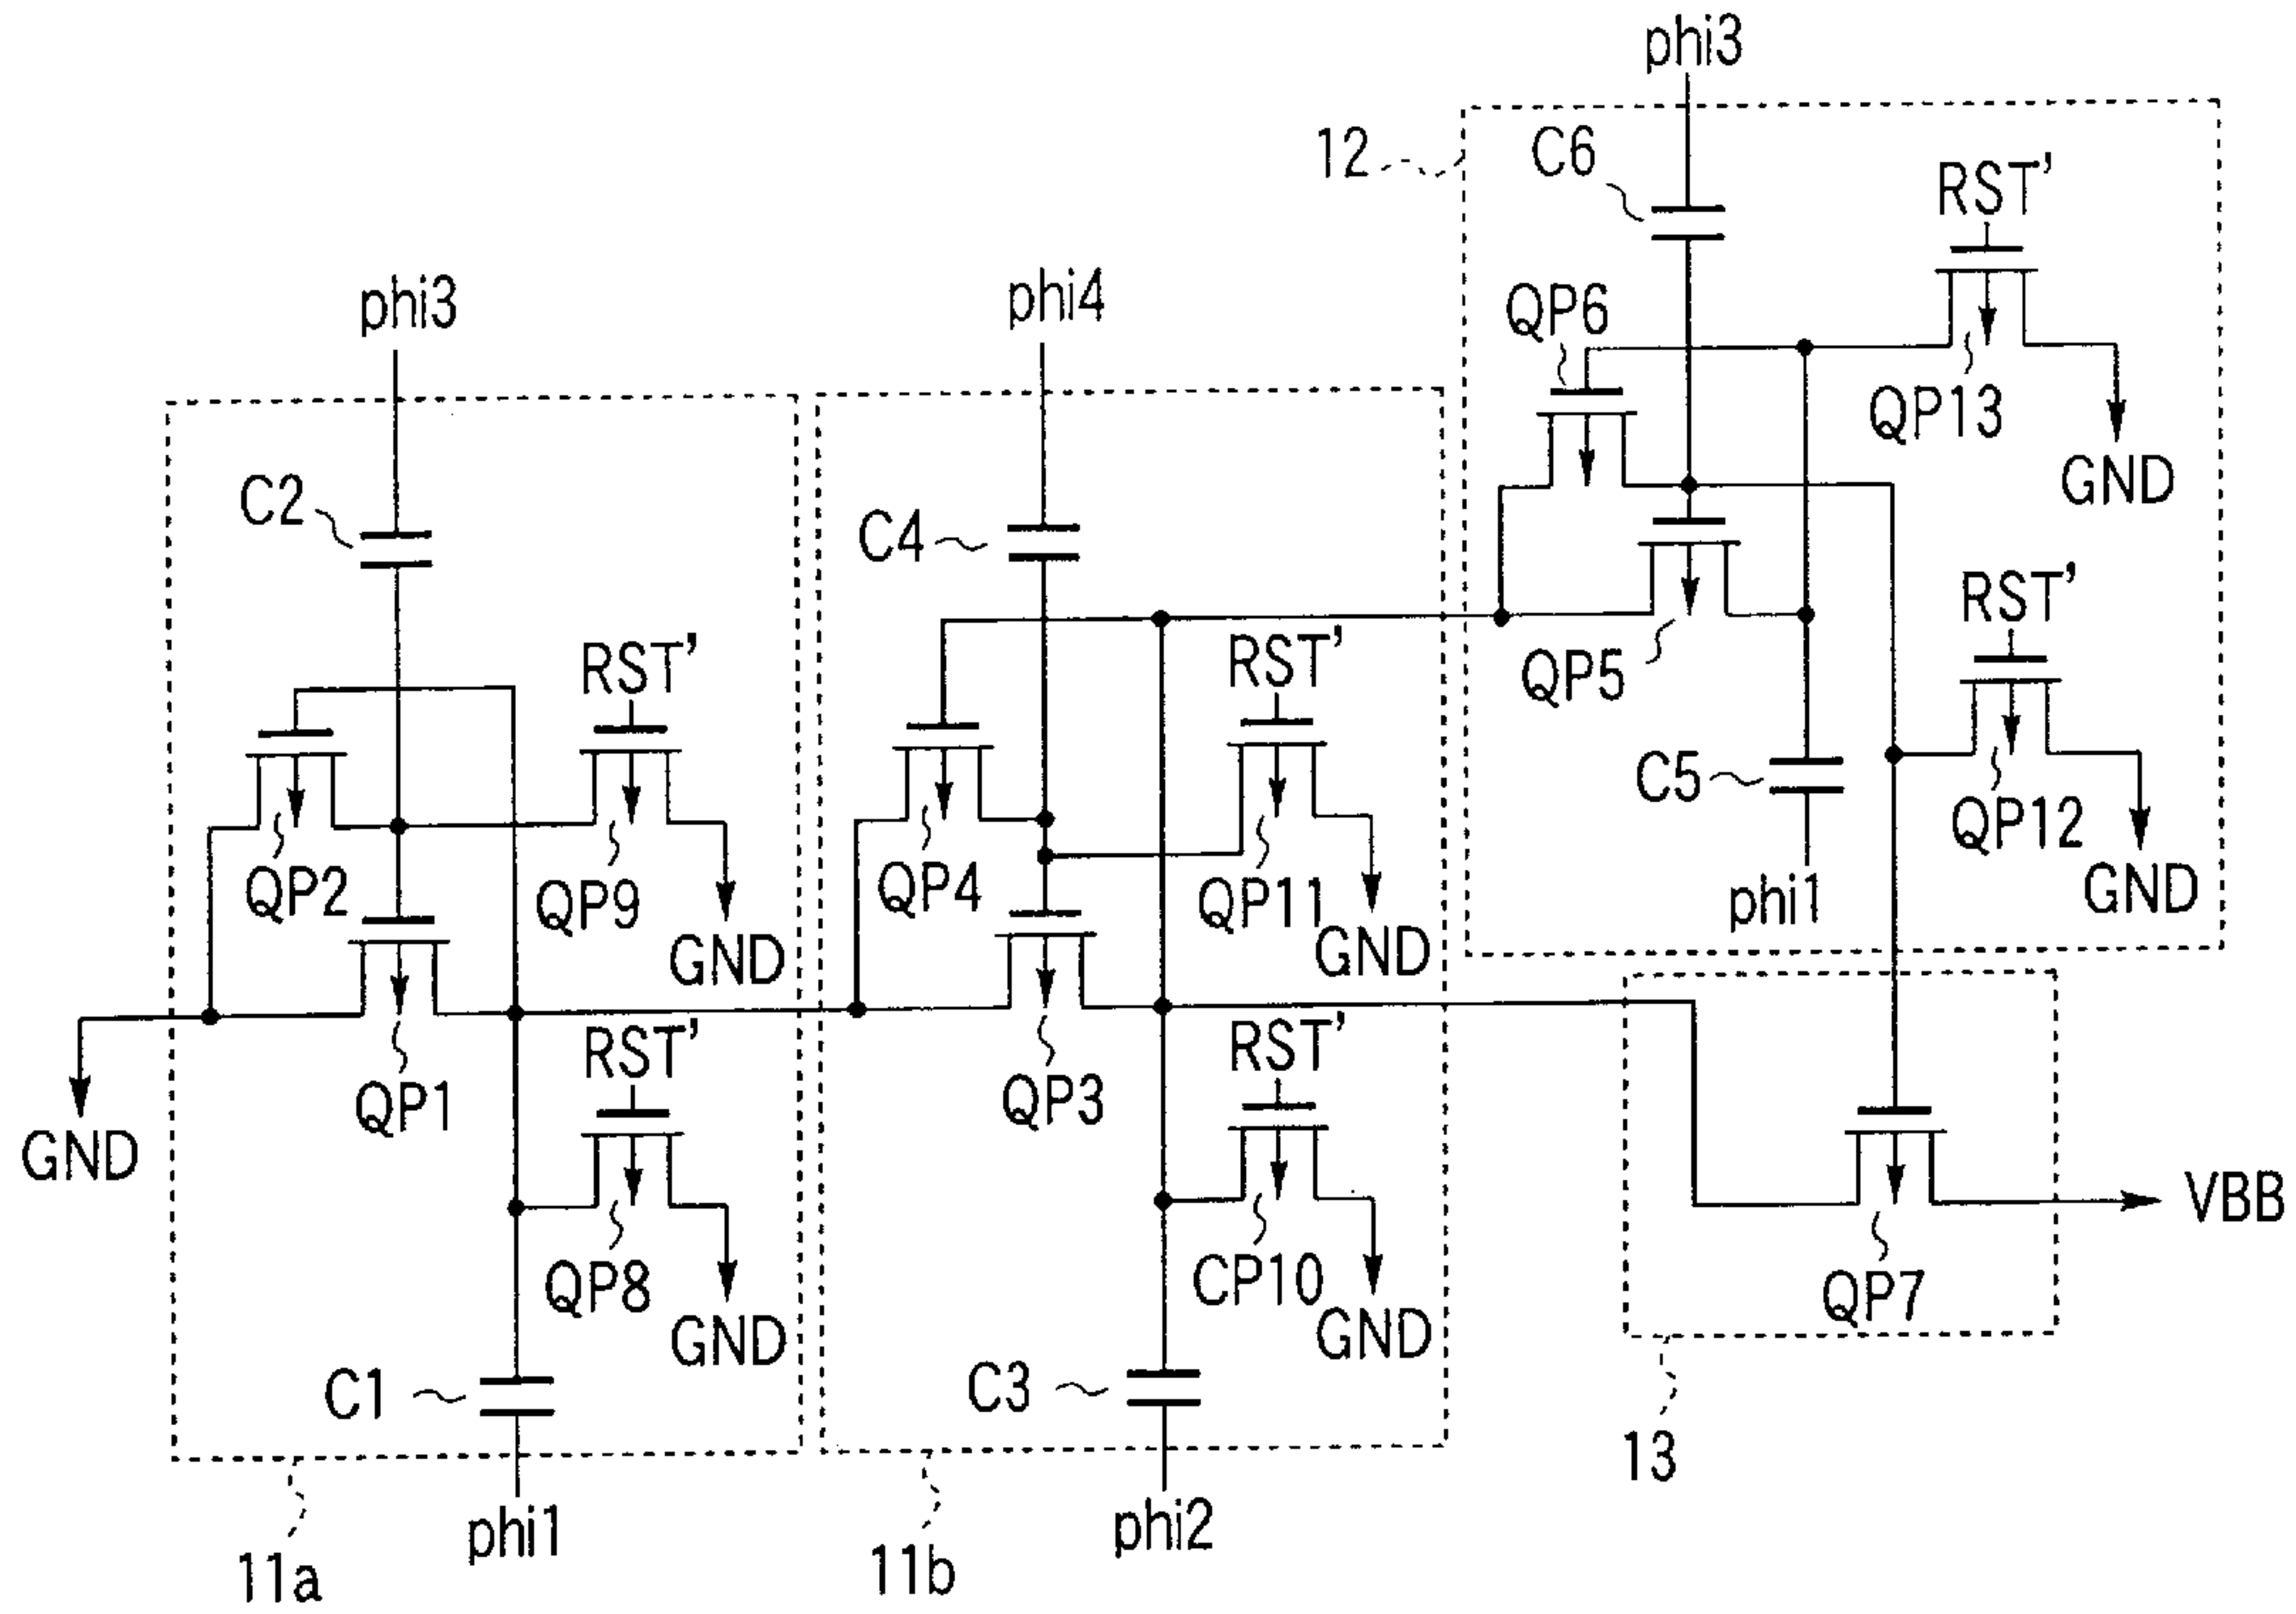 phi3
12
C6
RST'
QP6
QP13
GND
phi3
phi4
C2
C4
RST'
RST'
RST'
QP5
C5
QP12
phi1
GND
QP2
QP9
QP4
QP11
GND
GND
RST'
RST'
QP1
QP3
GND
VBB
QP8
CP10
QP7
GND
GND
C1
C3
13
phi1
phi2
11a
11b